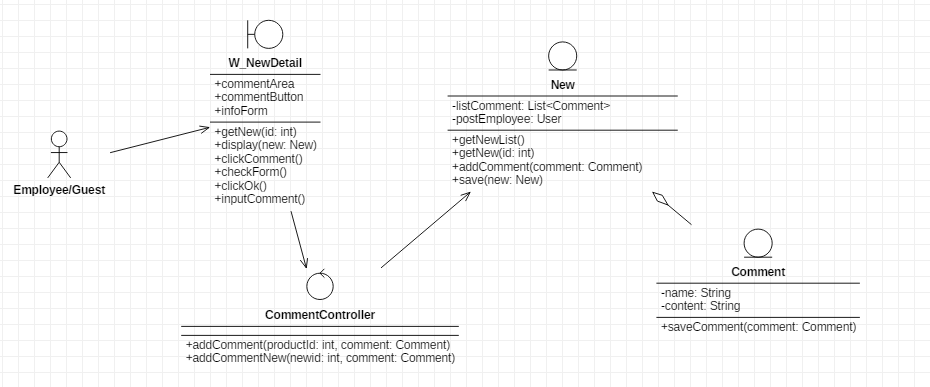 W_NewDetail
+commentArea
+commentButton
+infoForm
+getNew(id: int)
+display(new: New)
+clickComment()
+checkForm()
+clickOk()
+inputComment()
New
-listComment: List<Comment>
-postEmployee: User
+getNewList()
+getNew(id: int)
+addComment(comment: Comment)
+save(new: New)
Employee/Guest
Comment
-name: String
-content: String
+saveComment(comment: Comment)
CommentController
+addComment(productId: int, comment: Comment)
+addCommentNew(newid: int, comment: Comment)